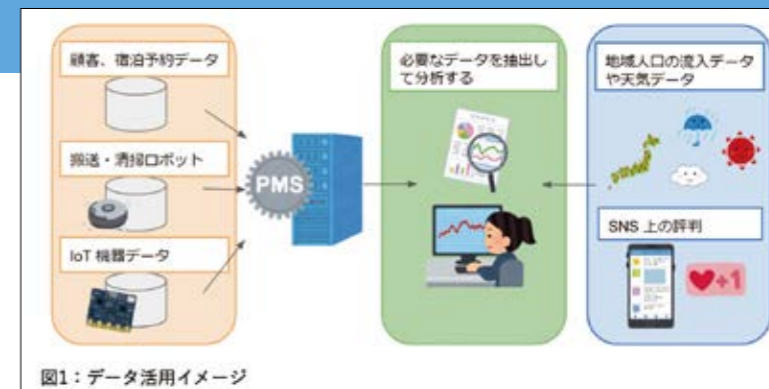 顧客、宿泊予約データ
搬送・清掃ロボット
IoT 機器データ
PMS
必要なデータを抽出し
て分析する
地域人口の流入データ
や天気データ
SNS 上の評判
+1
図1：データ活用イメージ